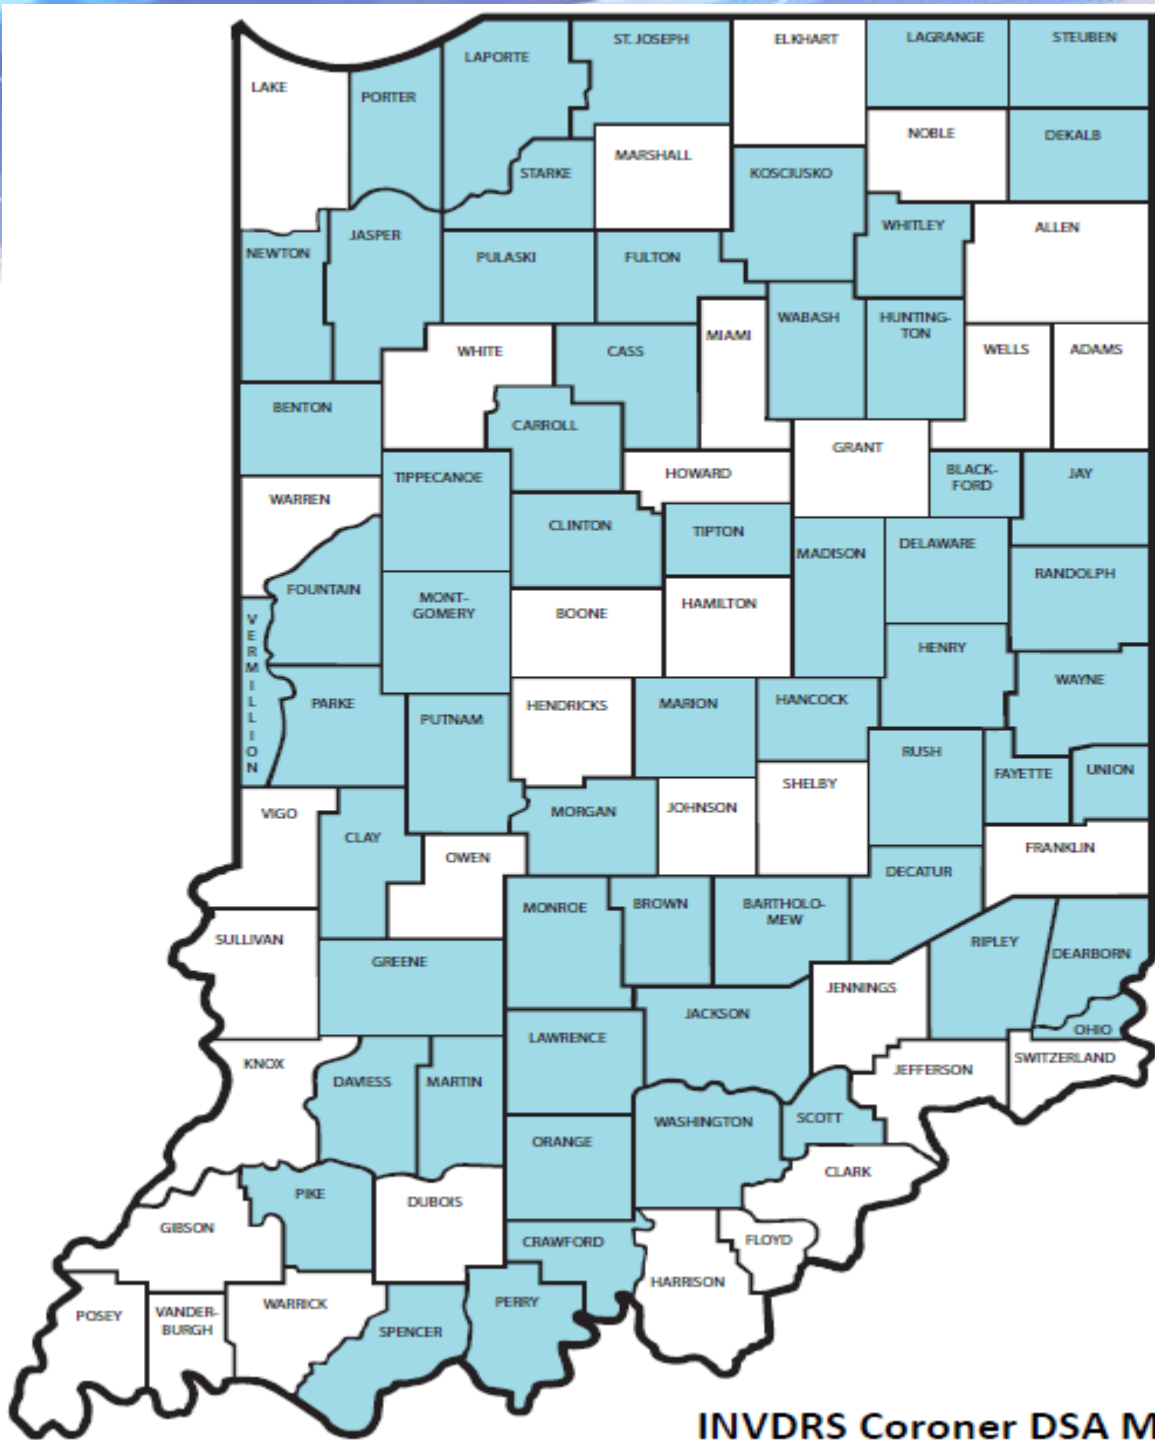 ST. JOSEPH
ELKHART
LAGRANGE
STEUBEN
LAPORTE
LAKE
PORTER
NOBLE
DEKALB
MARSHALL
STARKE
KOSCIUSKO
WHITLEY
ALLEN
JASPER
NEWTON
PULASKI
FULTON
WABASH
HUNTING-
TON
MIAMI
WHITE
CASS
WELLS
ADAMS
BENTON
CARROLL
GRANT
HOWARD
TIPPECANOE
BLACK-
FORD
JAY
WARREN
CLINTON
TIPTON
MADISON
DELAWARE
RANDOLPH
FOUNTAIN
MONT-
GOMERY
BOONE
HAMILTON
VERMILLION
HENRY
WAYNE
PARKE
PUTNAM
HENDRICKS
MARION
HANCOCK
RUSH
FAYETTE
UNION
SHELBY
VIGO
CLAY
MORGAN
JOHNSON
OWEN
FRANKLIN
DECATUR
MONROE
BROWN
BARTHOLO-
MEW
SULLIVAN
GREENE
RIPLEY
DEARBORN
JENNINGS
JACKSON
OHIO
LAWRENCE
KNOX
SWITZERLAND
JEFFERSON
DAVIESS
MARTIN
WASHINGTON
SCOTT
ORANGE
CLARK
PIKE
DUBOIS
GIBSON
CRAWFORD
FLOYD
HARRISON
POSEY
VANDER-
BURGH
WARRICK
PERRY
SPENCER
INVDRS Coroner DSA M